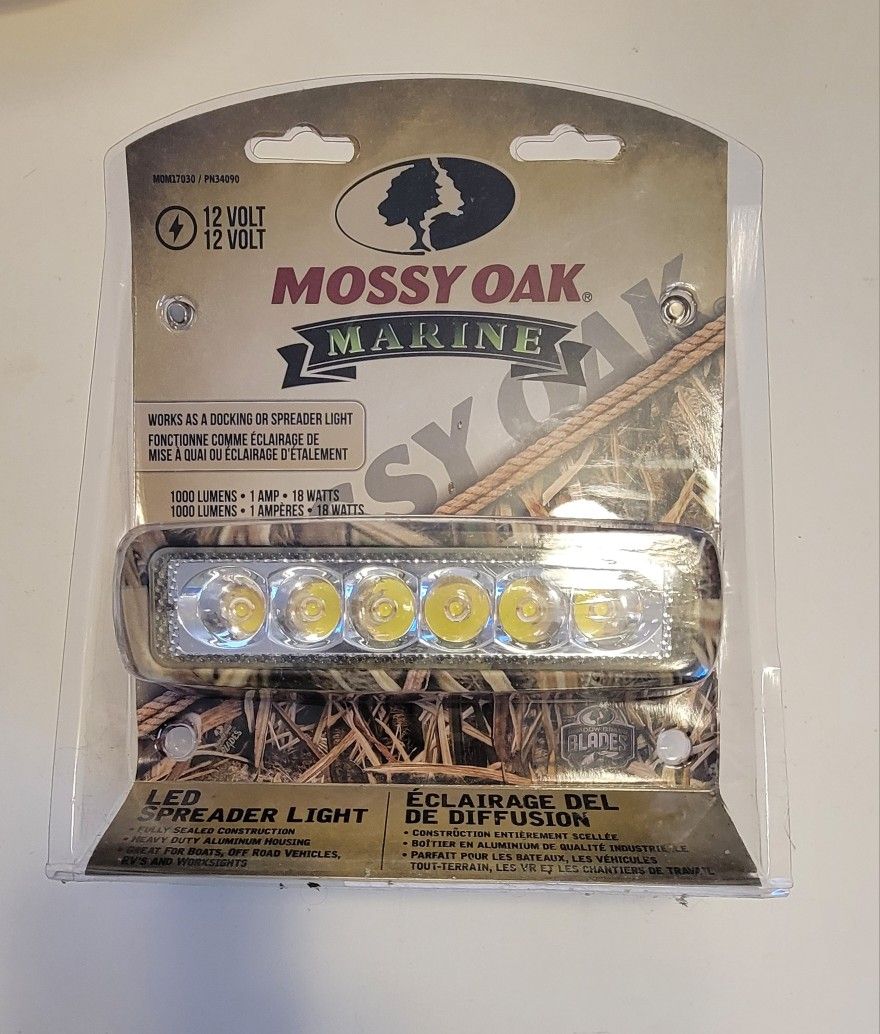 MOM17030 / PN34090
12 VOLT
12 VOLT
MOSSY OAK®
MARINE
SY OAK
WORKS AS A DOCKING OR SPREADER LIGHT
FONCTIONNE COMME ÉCLAIRAGE DE
MISE À QUAI OU ÉCLAIRAGE D'ÉTALEMENT
1000 LUMENS • 1 AMP • 18 WATTS
1000 LUMENS • 1 AMPÈRES • 18 WATTS
BLADES
LED
SPREADER LIGHT
• FULLY SEALED CONSTRUCTION
• HEAVY DUTY ALUMINUM HOUSING
• GREAT FOR BOATS, OFF ROAD VEHICLES,
RV'S AND WORKSIGHTS
ÉCLAIRAGE DEL
DE DIFFUSION
• CONSTRUCTION ENTIÈREMENT SCELLÉE
• BOÎTIER EN ALUMINIUM DE QUALITÉ INDUSTRIELLE
• PARFAIT POUR LES BATEAUX, LES VÉHICULES
TOUT-TERRAIN, LES VR ET LES CHANTIERS DE TRAVAIL